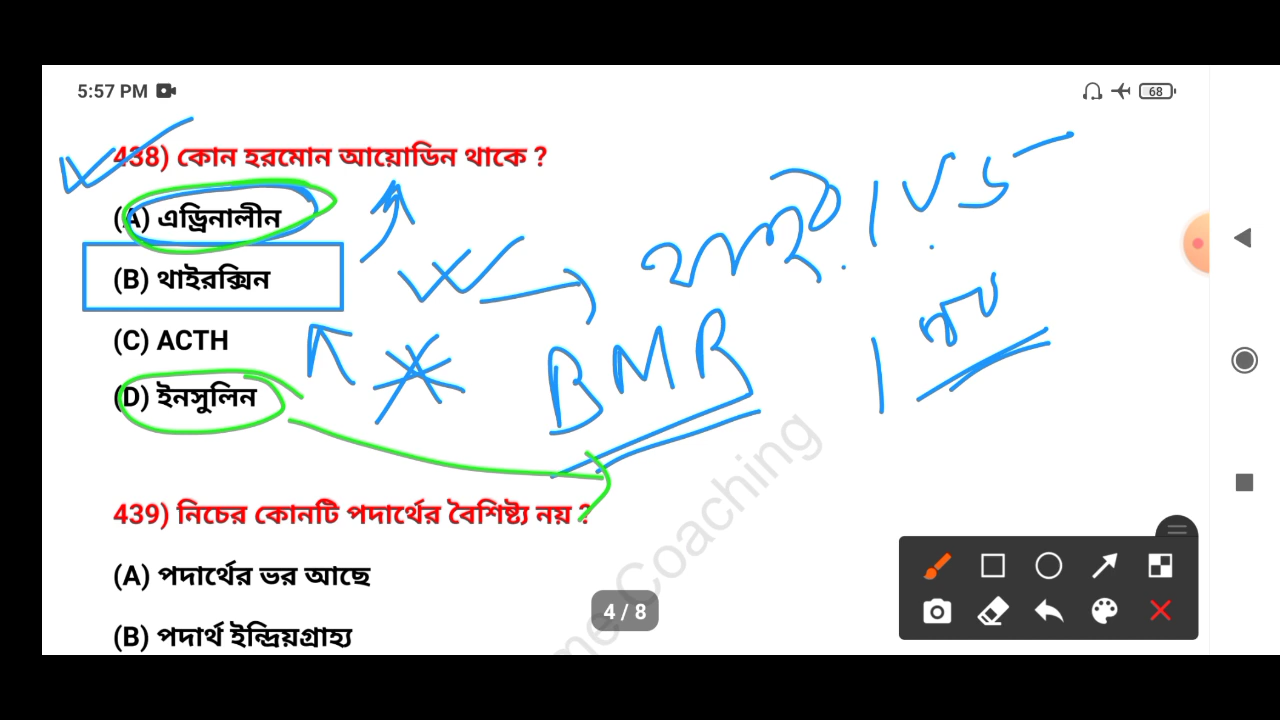 5:57 PM
68
438) কোন হরমোন আয়োডিন থাকে ?
(A) এড্রিনালীন
(B) থাইরক্সিন
(C) ACTH
(D) ইনসুলিন
BMR
439) নিচের কোনটি পদার্থের বৈশিষ্ট্য নয় ?
(A) পদার্থের ভর আছে
4 / 8
(B) পদার্থ ইন্দ্রিয়গ্রাহ্য
me Coaching